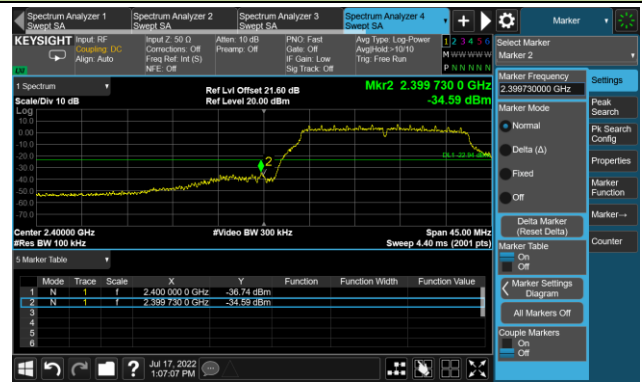 Spectrum Analyzer 1
Swept SA
Spectrum Analyzer 2
Swept SA
Spectrum Analyzer 3
Swept SA
Spectrum Analyzer 4
Swept SA
Marker
KEYSIGHT
Input: RF
Coupling: DC
Align: Auto
Input Z: 50 Ω
Corrections: Off
Freq Ref: Int (S)
NFE: Off
Atten: 10 dB
Preamp: Off
PNO: Fast
Gate: Off
IF Gain: Low
Sig Track: Off
Avg Type: Log-Power
Avg|Hold:>10/10
Trig: Free Run
1 2 3 4 5 6
M W W W W W
P N N N N N
Select Marker
Marker 2
1 Spectrum
Scale/Div 10 dB
Ref Lvl Offset 21.60 dB
Ref Level 20.00 dBm
Mkr2 2.399 730 0 GHz
-34.59 dBm
Log
10.0
0.00
-10.0
-20.0
-30.0
-40.0
-50.0
-60.0
-70.0
2
Center 2.40000 GHz
#Res BW 100 kHz
#Video BW 300 kHz
Span 45.00 MHz
Sweep 4.40 ms (2001 pts)
5 Marker Table
Mode Trace Scale X Y Function Function Width Function Value
1 N 1 f 2.400 000 0 GHz -36.74 dBm
2 N 1 f 2.399 730 0 GHz -34.59 dBm
3
4
5
6
Marker Frequency
2.399730000 GHz
Marker Mode
Normal
Delta (Δ)
Fixed
Off
Delta Marker
(Reset Delta)
Marker Table
On
Off
Marker Settings
Diagram
All Markers Off
Couple Markers
On
Off
Settings
Peak
Search
Pk Search
Config
Properties
Marker
Function
Marker→
Counter
?
Jul 17, 2022
1:07:07 PM